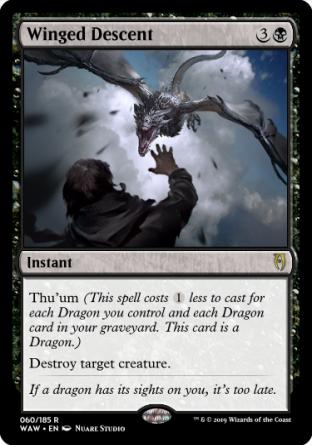 Winged Descent 3
Instant
Thu'um (This spell costs 1 less to cast for
each Dragon you control and each Dragon
card in your graveyard. This card is a
Dragon.)
Destroy target creature.
If a dragon has its sights on you, it's too late.
060/185 R
WAW • EN Nuare Studio
™ & © 2019 Wizards of the Coast